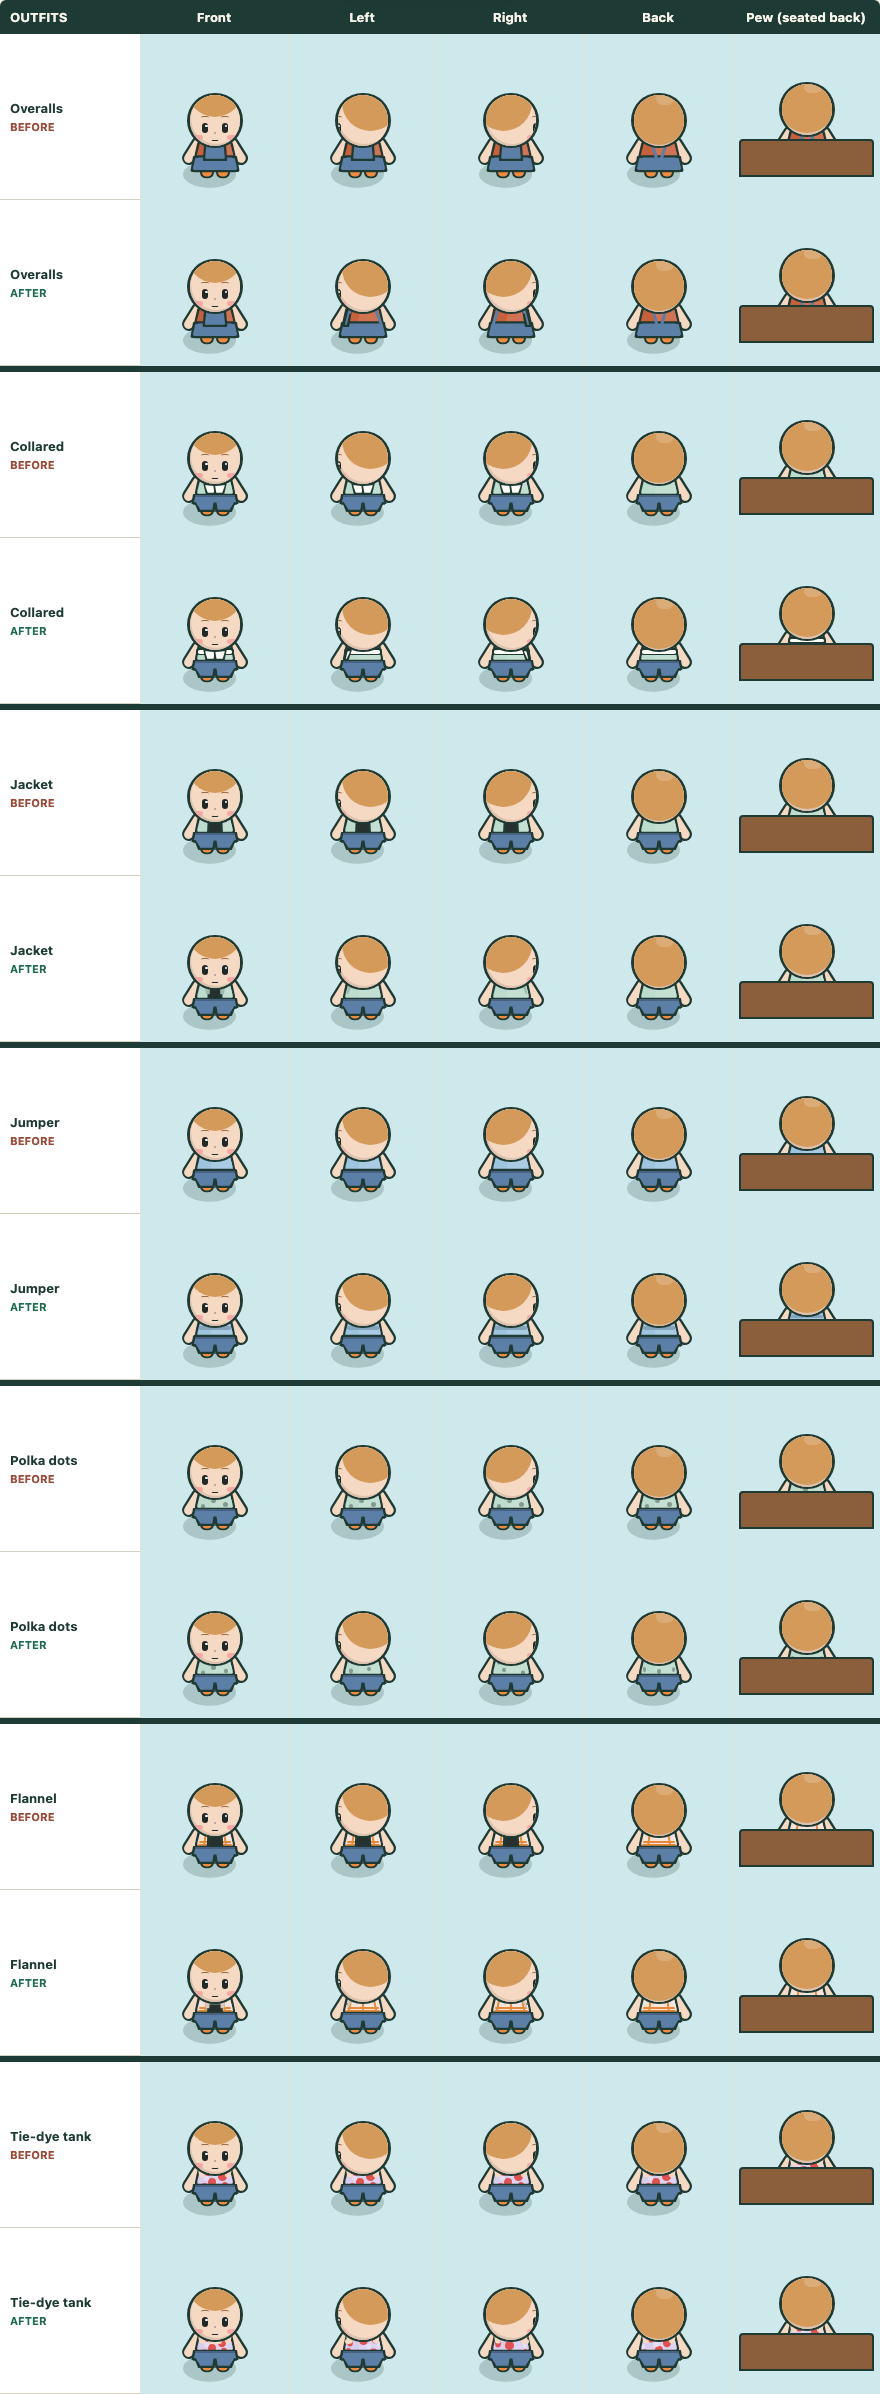 OUTFITS Front Left Right Back Pew (seated back)
Overalls
BEFORE
Overalls
AFTER
Collared
BEFORE
Collared
AFTER
Jacket
BEFORE
Jacket
AFTER
Jumper
BEFORE
Jumper
AFTER
Polka dots
BEFORE
Polka dots
AFTER
Flannel
BEFORE
Flannel
AFTER
Tie-dye tank
BEFORE
Tie-dye tank
AFTER